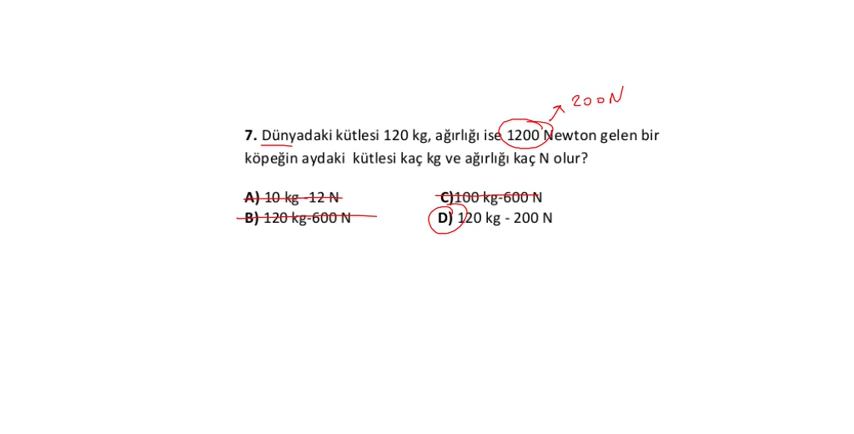 200N
7. Dünyadaki kütlesi 120 kg, ağırlığı ise 1200 Newton gelen bir
köpeğin aydaki kütlesi kaç kg ve ağırlığı kaç N olur?
A) 10 kg -12 N
C)100 kg-600 N
B) 120 kg-600 N
D) 120 kg - 200 N